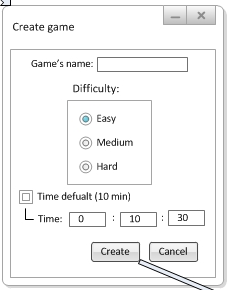 Create game
Game's name:
Difficulty:
Easy
Medium
Hard
Time defualt (10 min)
Time: 0 : 10 : 30
Create Cancel